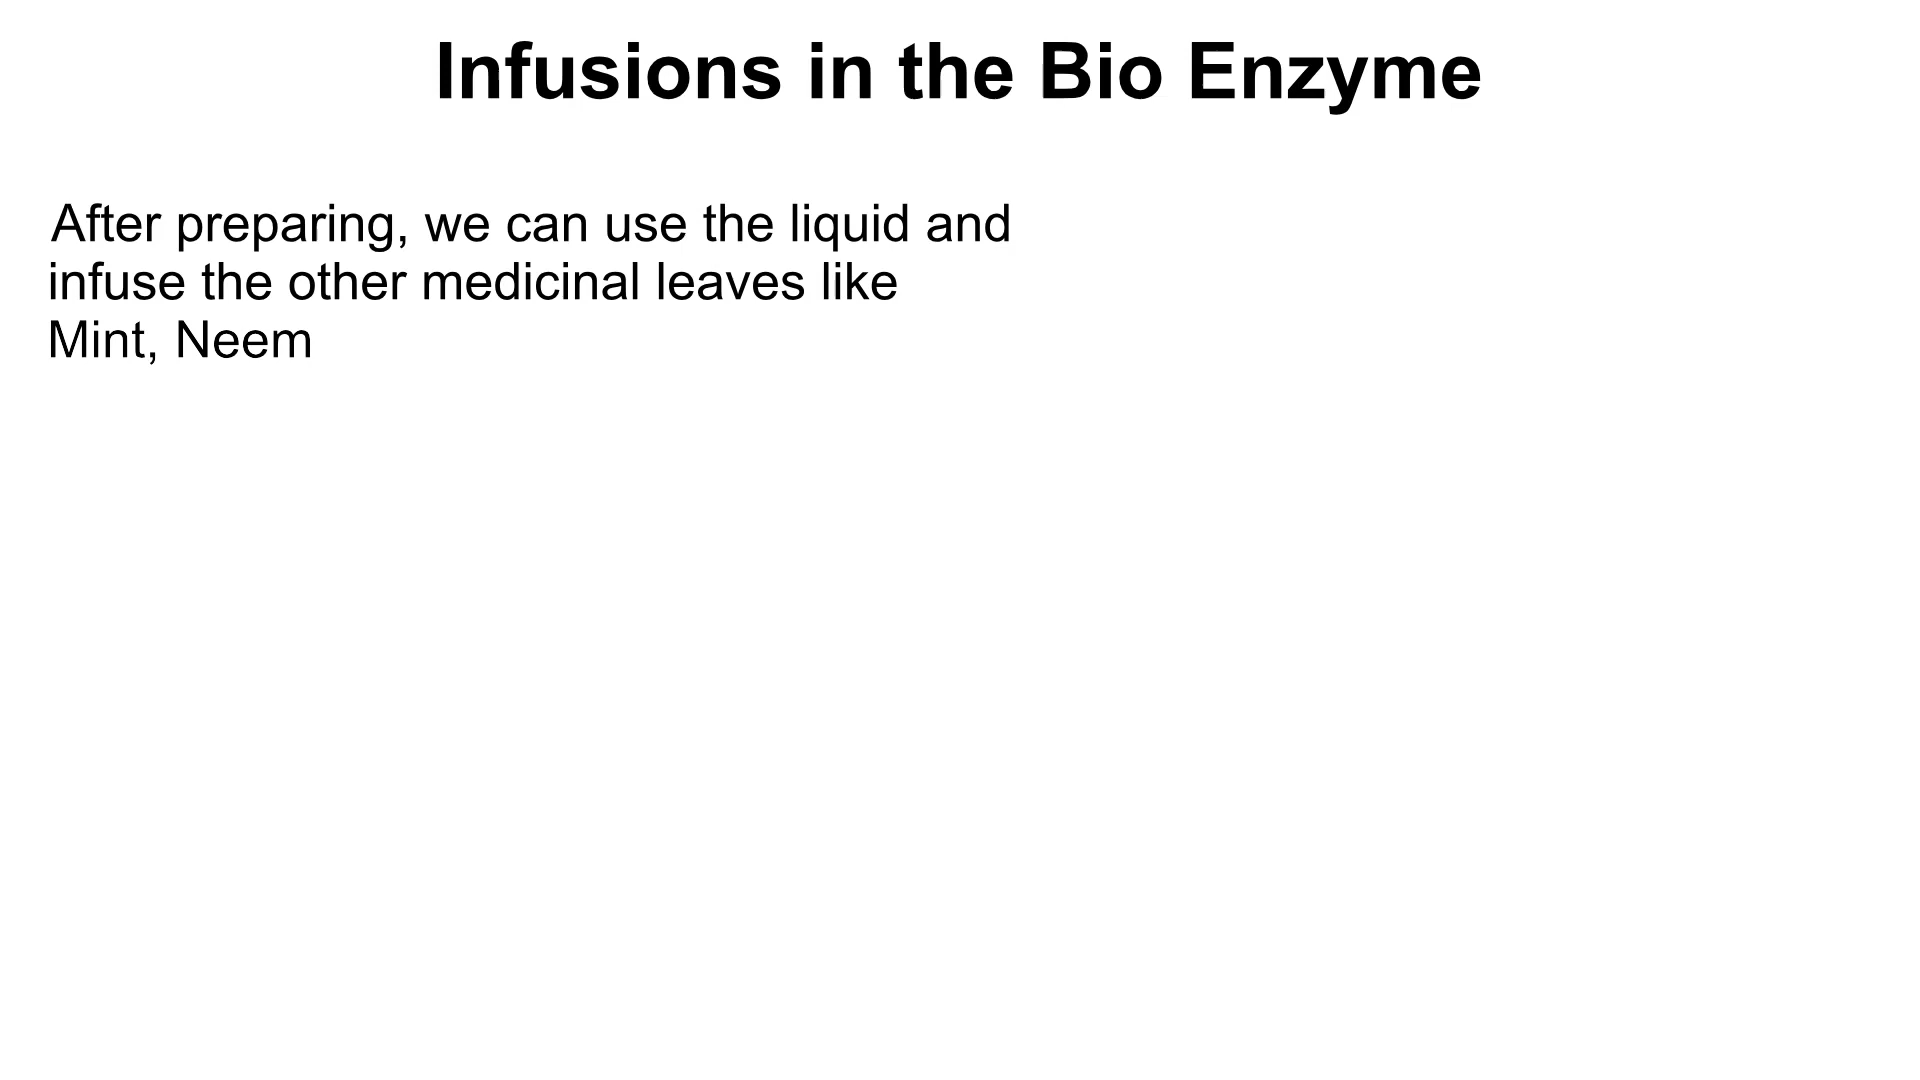 Infusions in the Bio Enzyme
After preparing, we can use the liquid and
infuse the other medicinal leaves like
Mint, Neem